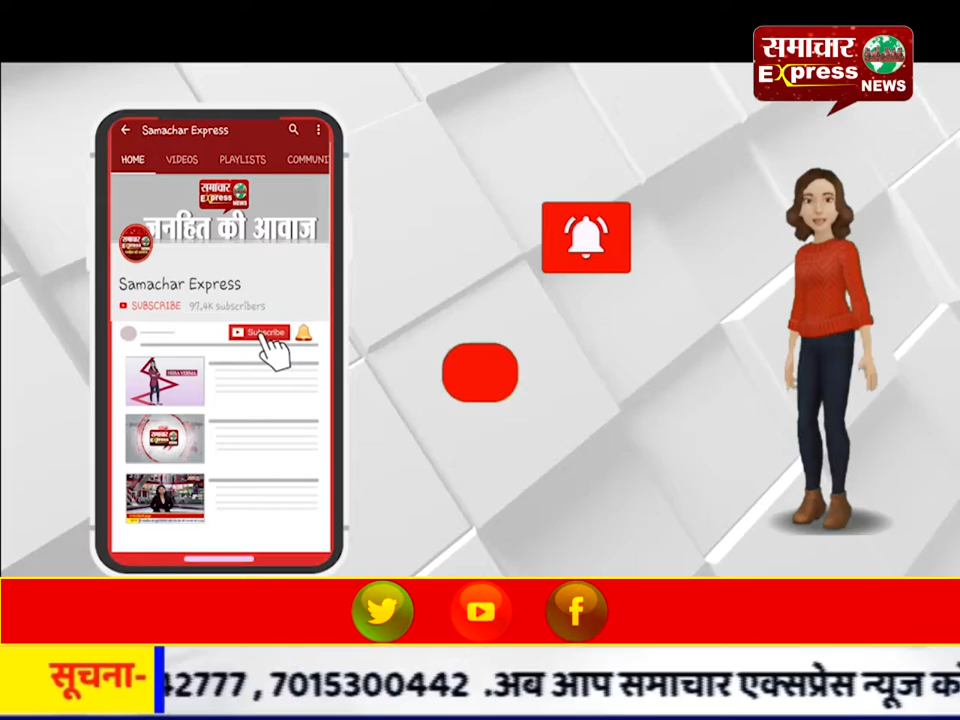 समाचार
Express
NEWS
Samachar Express
HOME VIDEOS PLAYLISTS COMMUNI
समाचार
Express
NEWS
जनहित की आवाज
Samachar Express
SUBSCRIBE 97.4K subscribers
Subscribe
समाचार
सूचना-
42777 , 7015300442 .अब आप समाचार एक्सप्रेस न्यूज को